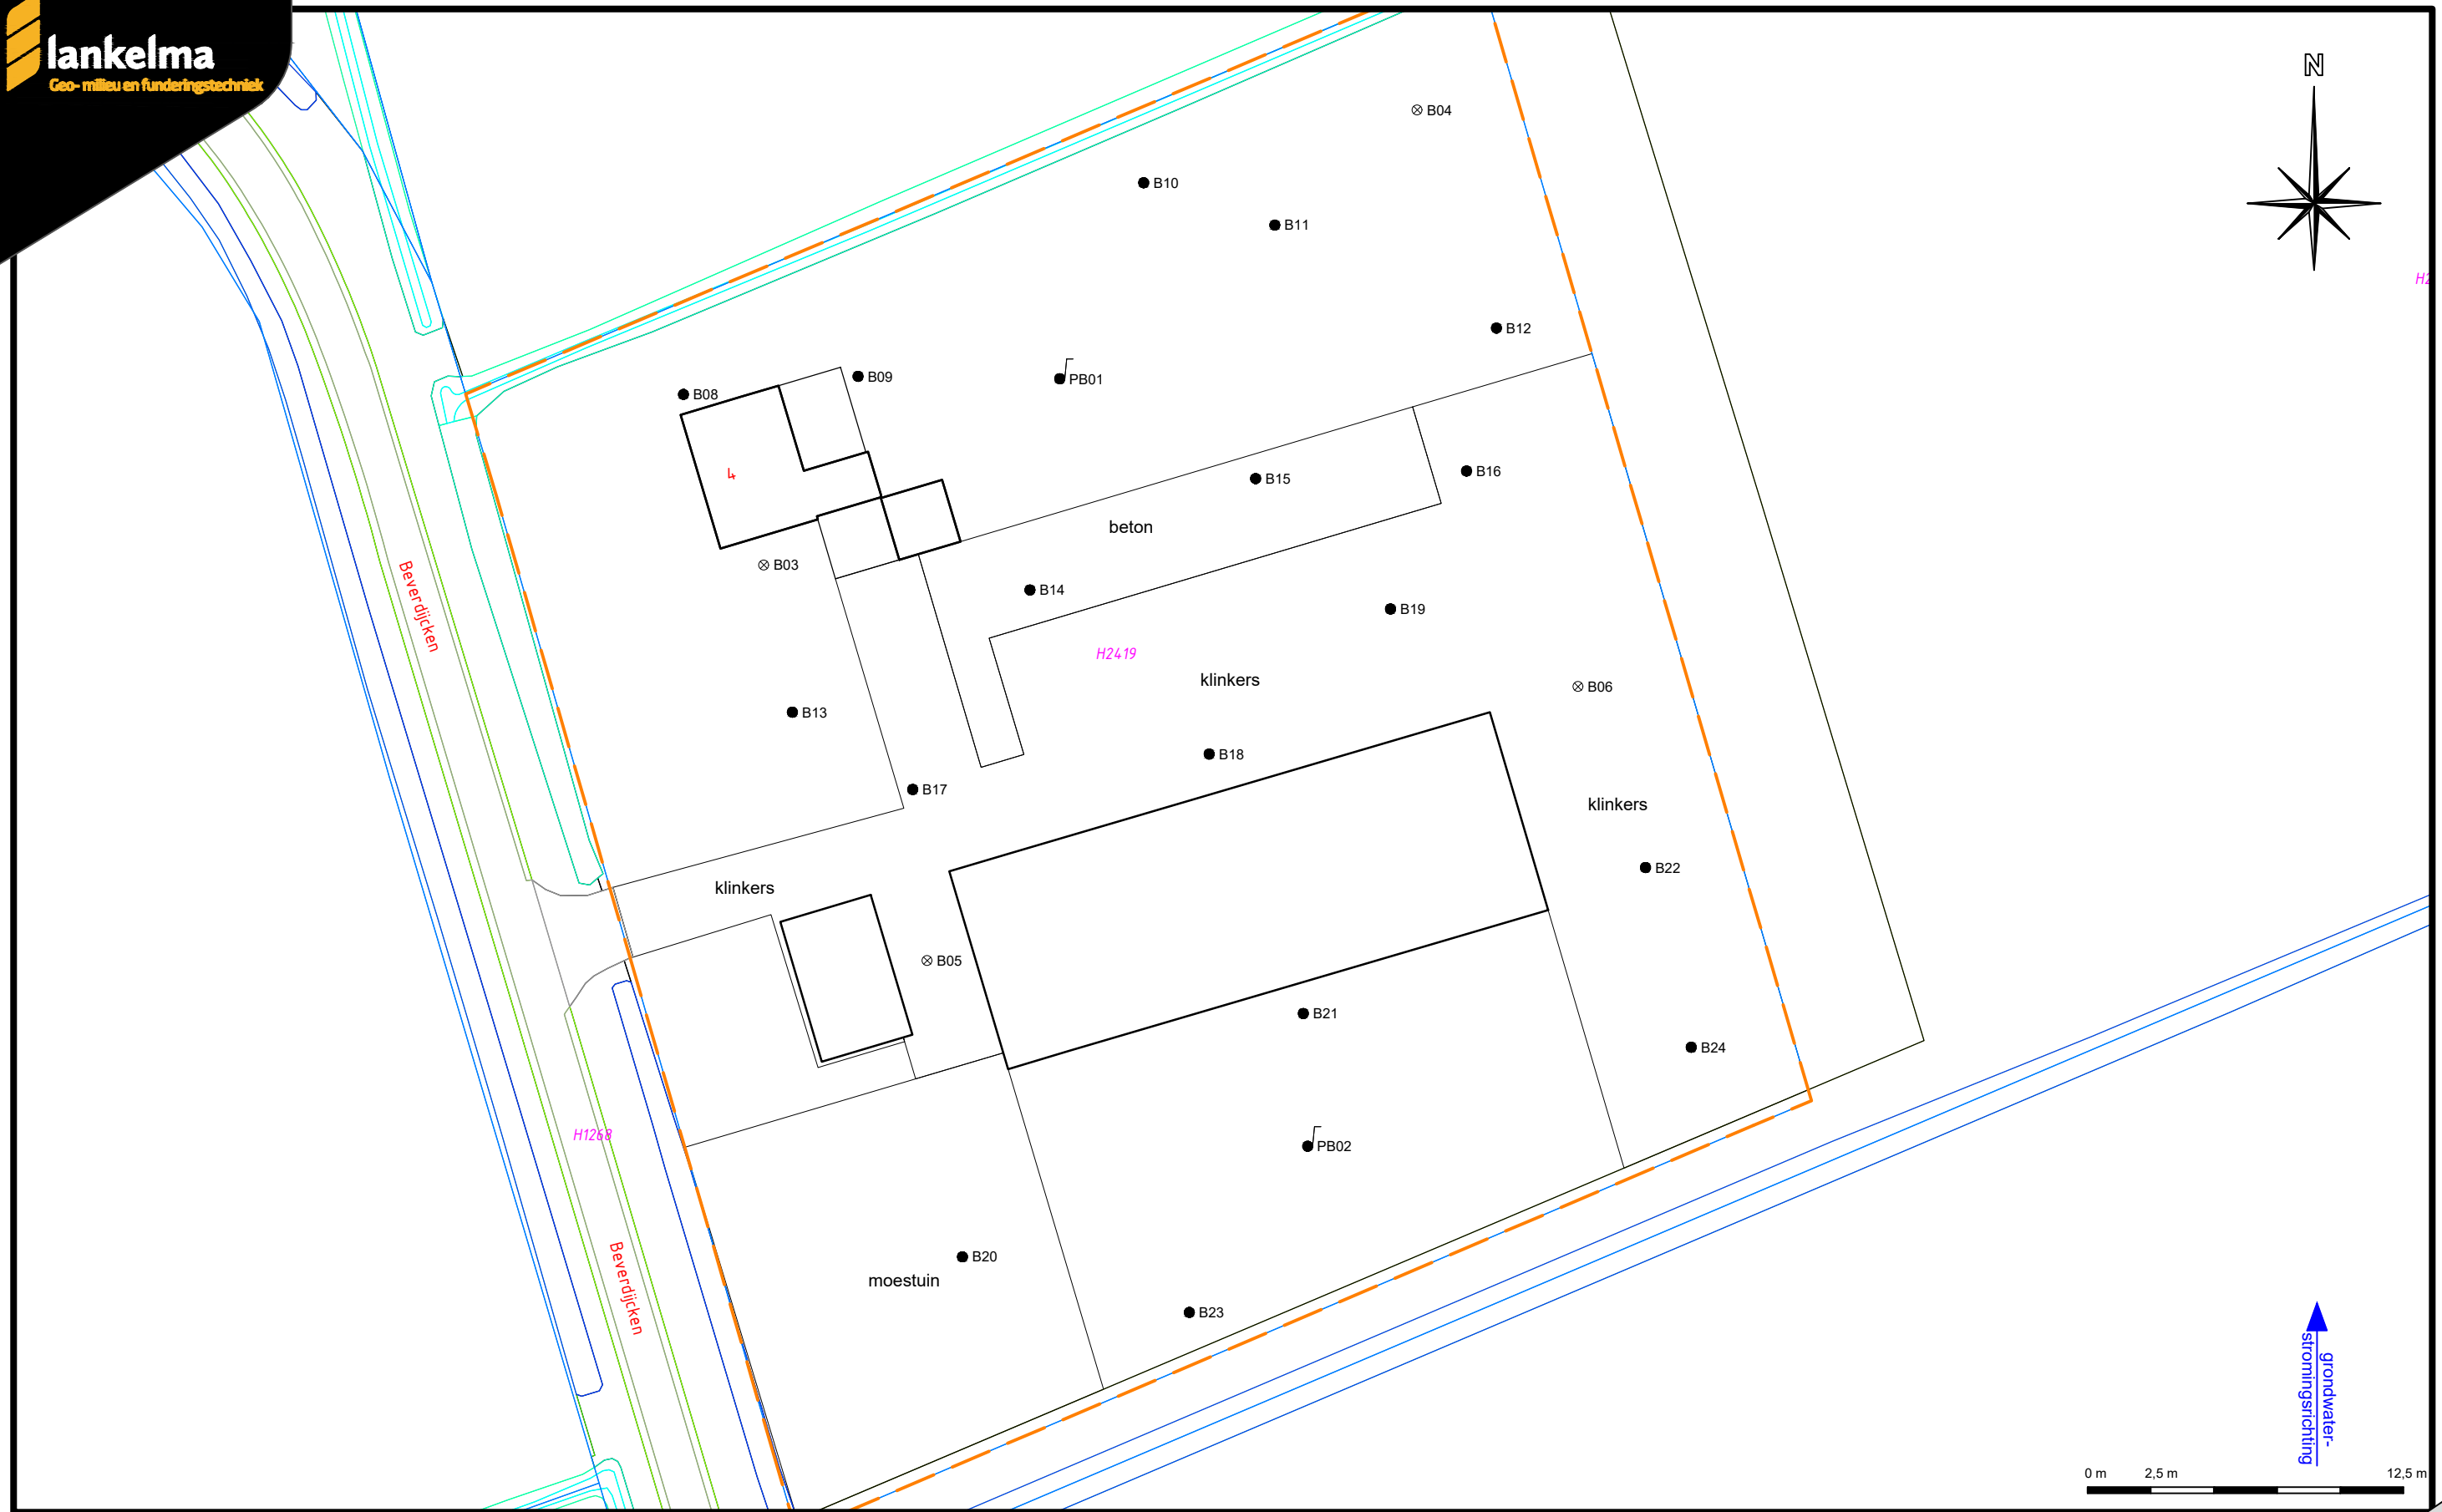 lankelma
Geo- milieu en funderingstechniek
N
B04
B10
B11
H2
B12
B09
PB01
B08
4
B15
B16
beton
B03
B14
B19
Beverdijcken
H2419
klinkers
B06
B13
B18
B17
klinkers
B22
klinkers
B05
B21
B24
H1268
PB02
B20
moestuin
Beverdijcken
B23
grondwater-
stromingsrichting
0 m 2,5 m 12,5 m